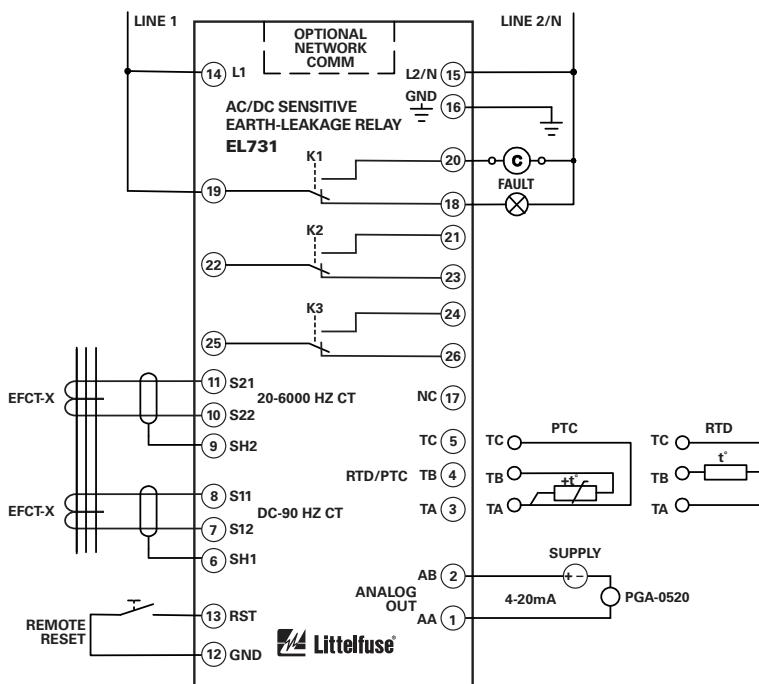 LINE 1
LINE 2/N
OPTIONAL
NETWORK
COMM
14 L1
L2/N 15
GND 16
AC/DC SENSITIVE
EARTH-LEAKAGE RELAY
EL731
K1
19
20
C
FAULT
18
K2
21
22
23
K3
24
25
26
EFCT-X
11 S21
20-6000 HZ CT
10 S22
9 SH2
NC 17
TC 5
RTD/PTC
TB 4
TA 3
TC
PTC
TB
+t°
TA
TC
RTD
TB
t°
TA
EFCT-X
8 S11
DC-90 HZ CT
7 S12
6 SH1
AB 2
ANALOG
OUT
AA 1
SUPPLY
+ −
4-20mA
PGA-0520
REMOTE
RESET
13 RST
12 GND
Littelfuse®